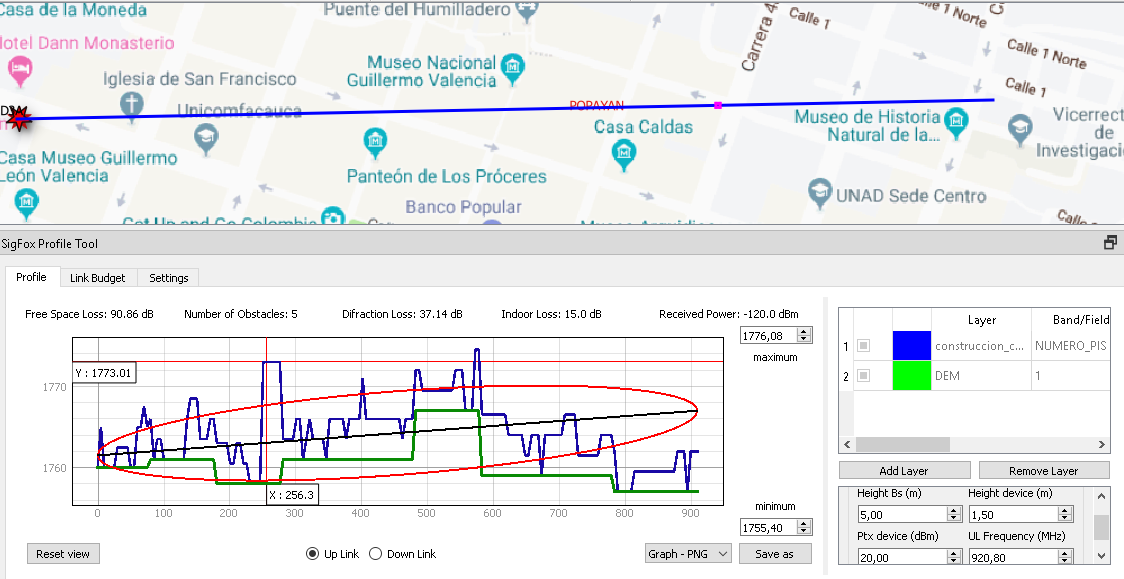 Casa de la Moneda
Puente del Humilladero
Carrera 4
Calle 1
Calle 1 Norte
Hotel Dann Monasterio
Museo Nacional
Guillermo Valencia
Iglesia de San Francisco
Unicomfacauca
POPAYAN
Calle 1
Casa Caldas
Museo de Historia
Natural de la...
Vicerrect
de
Investigaci
Casa Museo Guillermo
León Valencia
Panteón de Los Próceres
Banco Popular
UNAD Sede Centro
Get Up and Go Colombia
Calle
SigFox Profile Tool
Profile
Link Budget
Settings
Free Space Loss: 90.86 dB
Number of Obstacles: 5
Difraction Loss: 37.14 dB
Indoor Loss: 15.0 dB
Received Power: -120.0 dBm
1776,08
maximum
Y : 1773.01
1770
1760
X : 256.3
0 100 200 300 400 500 600 700 800 900
minimum
1755,40
Reset view
Up Link
Down Link
Graph - PNG
Save as
Layer
Band/Field
1 construccion_c... NUMERO_PIS
2 DEM 1
Add Layer
Remove Layer
Height Bs (m)
Height device (m)
5,00
1,50
Ptx device (dBm)
UL Frequency (MHz)
20,00
920,80